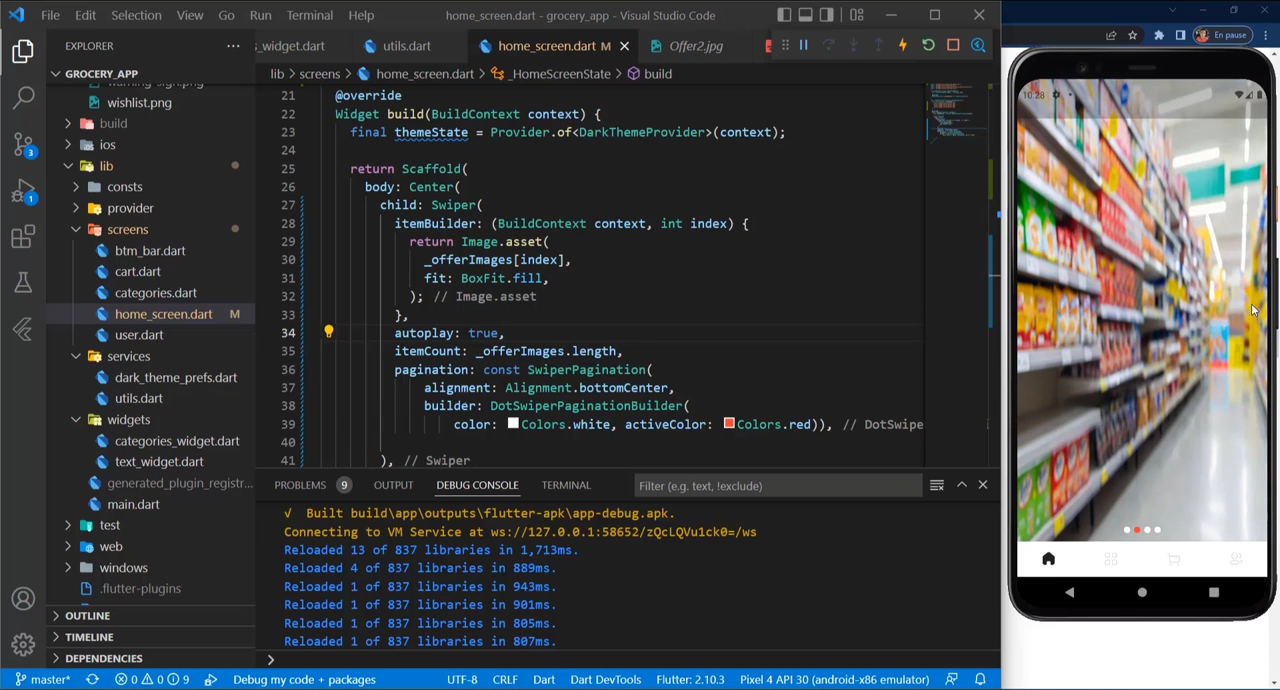 File Edit Selection View Go Run Terminal Help
home_screen.dart - grocery_app - Visual Studio Code
En pause
EXPLORER
s_widget.dart
utils.dart
home_screen.dart M
Offer2.jpg
GROCERY_APP
lib > screens > home_screen.dart > _HomeScreenState > build
wishlist.png
build
ios
lib
consts
provider
screens
btm_bar.dart
cart.dart
categories.dart
home_screen.dart M
user.dart
services
dark_theme_prefs.dart
utils.dart
widgets
categories_widget.dart
text_widget.dart
generated_plugin_registr...
main.dart
test
web
windows
.flutter-plugins
OUTLINE
TIMELINE
DEPENDENCIES
3
1
21 @override
22 Widget build(BuildContext context) {
23 final themeState = Provider.of<DarkThemeProvider>(context);
24
25 return Scaffold(
26 body: Center(
27 child: Swiper(
28 itemBuilder: (BuildContext context, int index) {
29 return Image.asset(
30 _offerImages[index],
31 fit: BoxFit.fill,
32 ); // Image.asset
33 },
34 autoplay: true,
35 itemCount: _offerImages.length,
36 pagination: const SwiperPagination(
37 alignment: Alignment.bottomCenter,
38 builder: DotSwiperPaginationBuilder(
39 color: Colors.white, activeColor: Colors.red)), // DotSwipe
40
41 ), // Swiper
PROBLEMS 9 OUTPUT DEBUG CONSOLE TERMINAL
Filter (e.g. text, !exclude)
√ Built build\app\outputs\flutter-apk\app-debug.apk.
Connecting to VM Service at ws://127.0.0.1:58652/zQcLQVu1ck0=/ws
Reloaded 13 of 837 libraries in 1,713ms.
Reloaded 4 of 837 libraries in 889ms.
Reloaded 1 of 837 libraries in 943ms.
Reloaded 1 of 837 libraries in 901ms.
Reloaded 1 of 837 libraries in 805ms.
Reloaded 1 of 837 libraries in 807ms.
>
master* 0 0 9 Debug my code + packages UTF-8 CRLF Dart Dart DevTools Flutter: 2.10.3 Pixel 4 API 30 (android-x86 emulator)
10:28